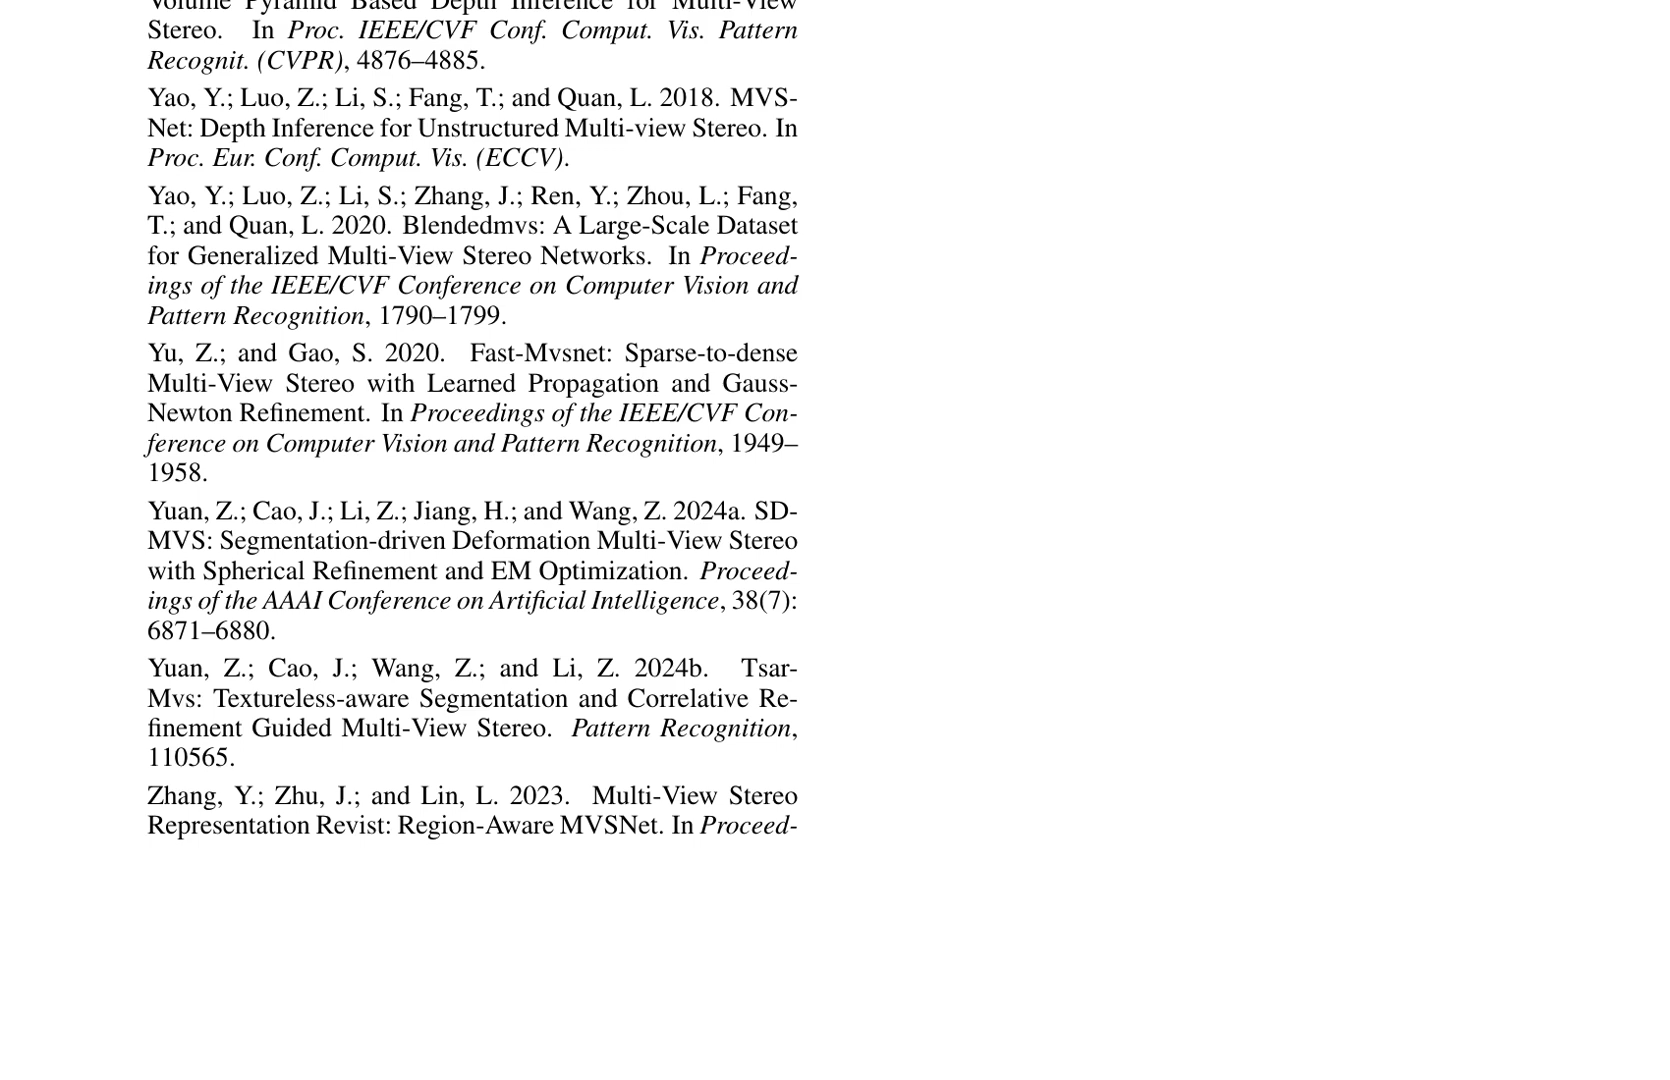 Volume Pyramid Based Depth Inference for Multi-View
Stereo. In Proc. IEEE/CVF Conf. Comput. Vis. Pattern
Recognit. (CVPR), 4876–4885.
Yao, Y.; Luo, Z.; Li, S.; Fang, T.; and Quan, L. 2018. MVS-
Net: Depth Inference for Unstructured Multi-view Stereo. In
Proc. Eur. Conf. Comput. Vis. (ECCV).
Yao, Y.; Luo, Z.; Li, S.; Zhang, J.; Ren, Y.; Zhou, L.; Fang,
T.; and Quan, L. 2020. Blendedmvs: A Large-Scale Dataset
for Generalized Multi-View Stereo Networks. In Proceed-
ings of the IEEE/CVF Conference on Computer Vision and
Pattern Recognition, 1790–1799.
Yu, Z.; and Gao, S. 2020. Fast-Mvsnet: Sparse-to-dense
Multi-View Stereo with Learned Propagation and Gauss-
Newton Refinement. In Proceedings of the IEEE/CVF Con-
ference on Computer Vision and Pattern Recognition, 1949–
1958.
Yuan, Z.; Cao, J.; Li, Z.; Jiang, H.; and Wang, Z. 2024a. SD-
MVS: Segmentation-driven Deformation Multi-View Stereo
with Spherical Refinement and EM Optimization. Proceed-
ings of the AAAI Conference on Artificial Intelligence, 38(7):
6871–6880.
Yuan, Z.; Cao, J.; Wang, Z.; and Li, Z. 2024b. Tsar-
Mvs: Textureless-aware Segmentation and Correlative Re-
finement Guided Multi-View Stereo. Pattern Recognition,
110565.
Zhang, Y.; Zhu, J.; and Lin, L. 2023. Multi-View Stereo
Representation Revist: Region-Aware MVSNet. In Proceed-